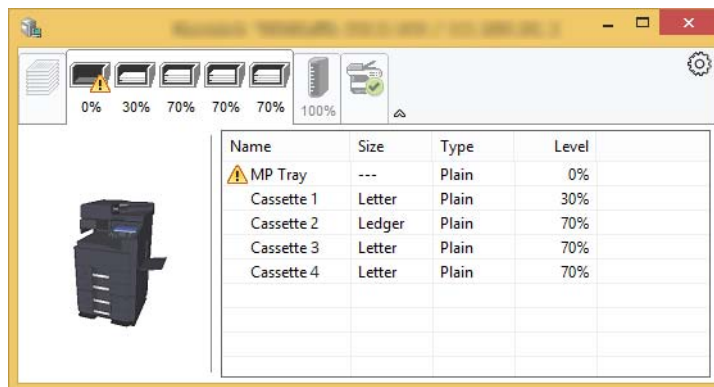 0% 30% 70% 70% 70% 100%
Name Size Type Level
MP Tray --- Plain 0%
Cassette 1 Letter Plain 30%
Cassette 2 Ledger Plain 70%
Cassette 3 Letter Plain 70%
Cassette 4 Letter Plain 70%